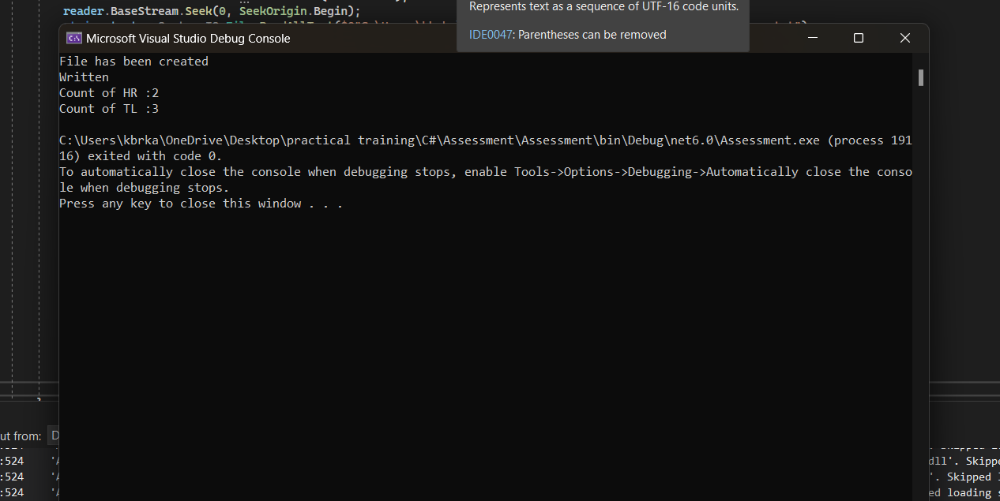 reader.BaseStream.Seek(0, SeekOrigin.Begin);
Represents text as a sequence of UTF-16 code units.
IDE0047: Parentheses can be removed
Microsoft Visual Studio Debug Console
File has been created
Written
Count of HR :2
Count of TL :3
C:\Users\kbrka\OneDrive\Desktop\practical training\C#\Assessment\Assessment\bin\Debug\net6.0\Assessment.exe (process 191
16) exited with code 0.
To automatically close the console when debugging stops, enable Tools->Options->Debugging->Automatically close the conso
le when debugging stops.
Press any key to close this window . . .
ut from: D
:524 'A dll'. Skippe
:524 'A '. Skipped l
:524 'A ed loading s